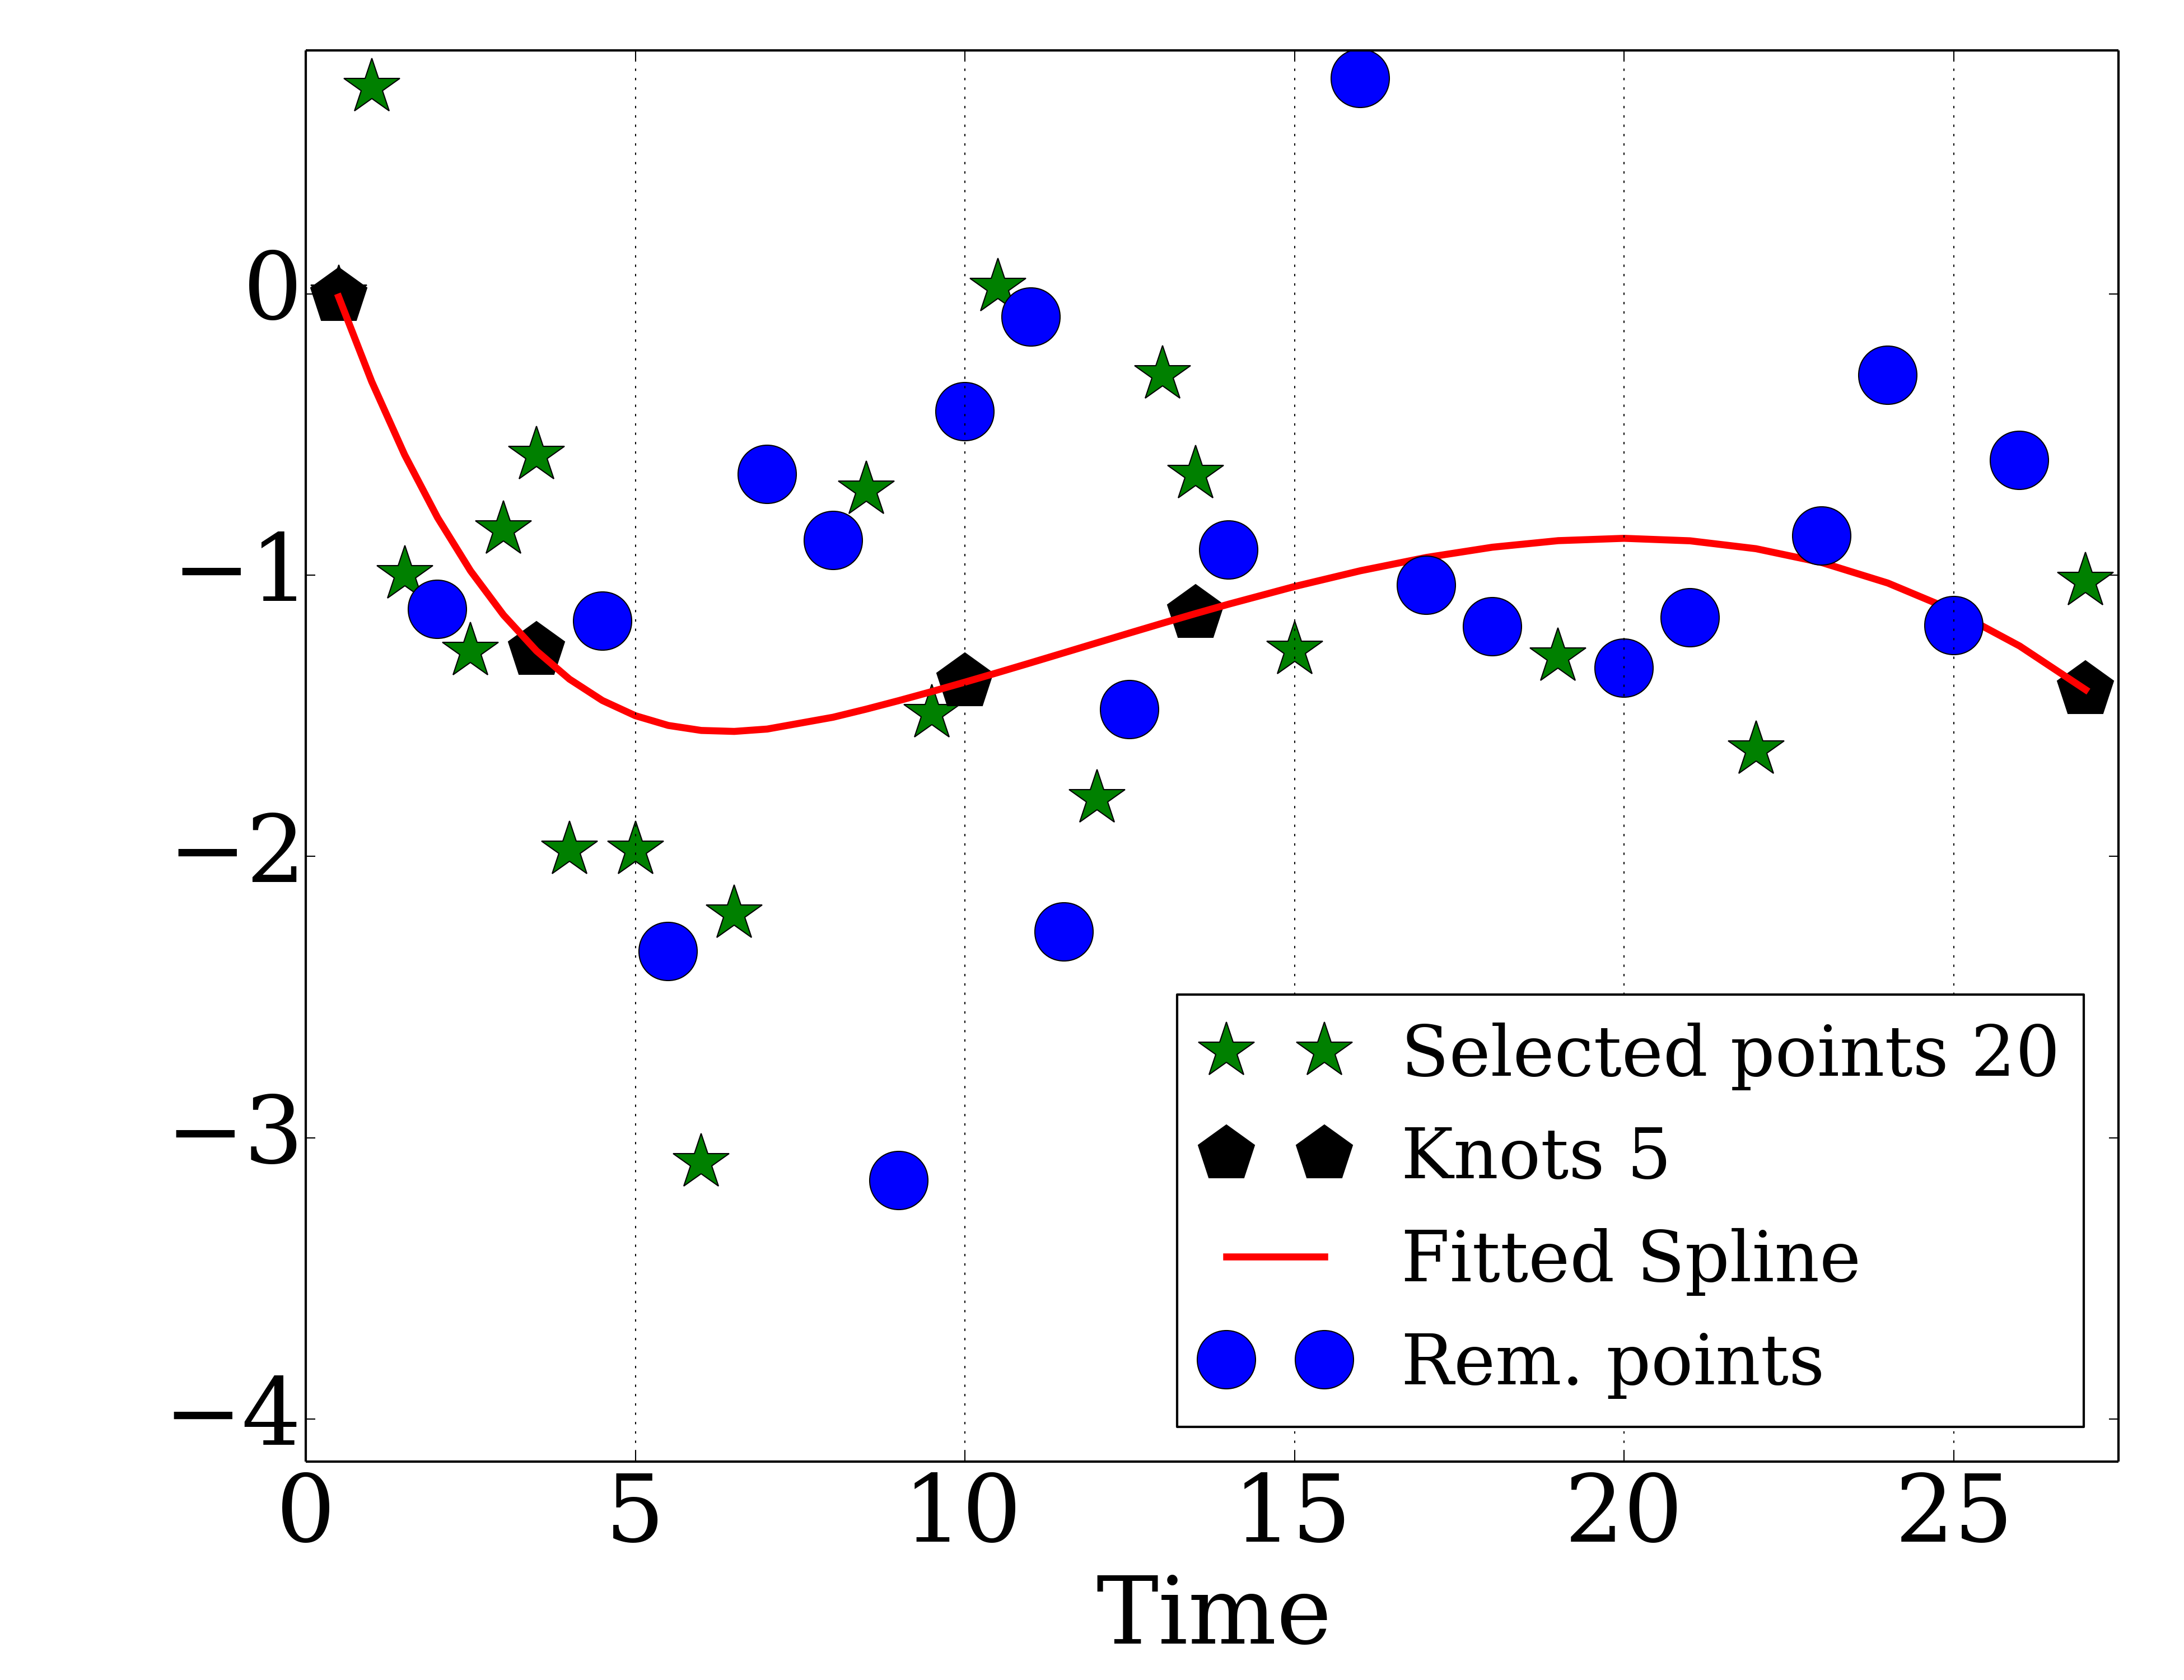 0
−1
−2
−3
−4
Selected points 20
Knots 5
Fitted Spline
Rem. points
0 5 10 15 20 25
Time